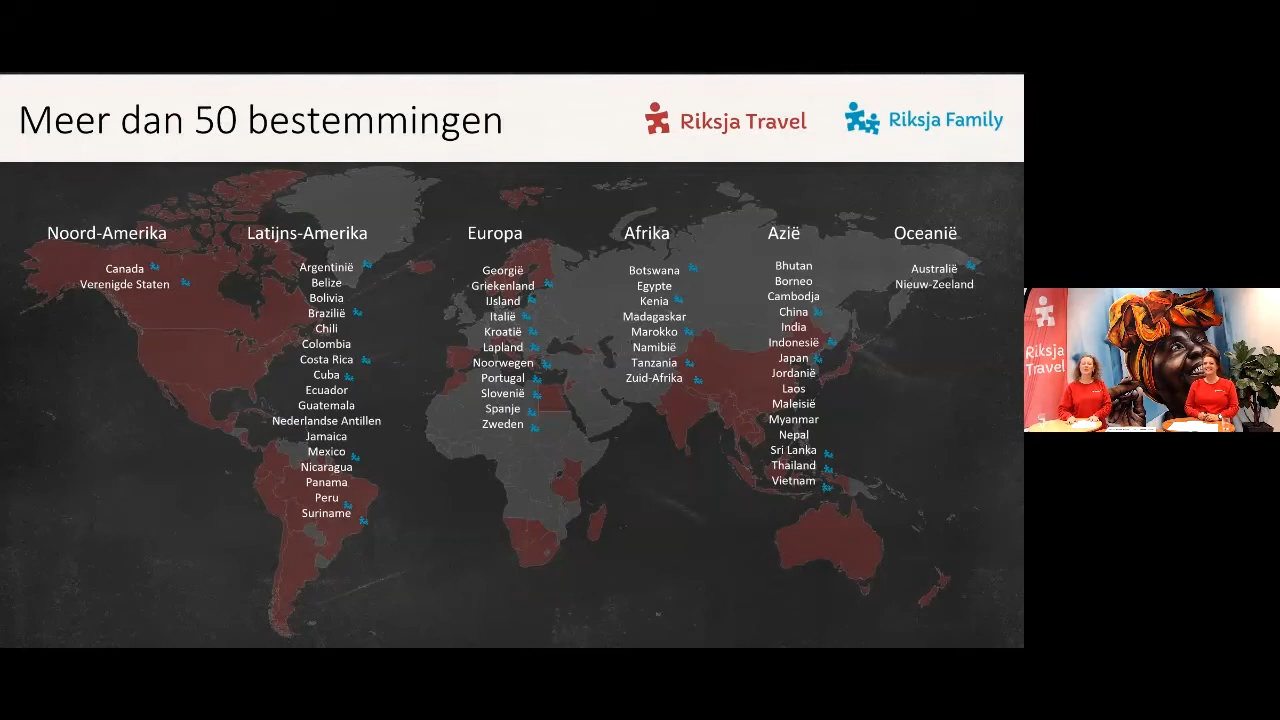 Meer dan 50 bestemmingen
Riksja Travel
Riksja Family
Noord-Amerika
Canada
Verenigde Staten
Latijns-Amerika
Argentinië
Belize
Bolivia
Brazilië
Chili
Colombia
Costa Rica
Cuba
Ecuador
Guatemala
Nederlandse Antillen
Jamaica
Mexico
Nicaragua
Panama
Peru
Suriname
Europa
Georgië
Griekenland
IJsland
Italië
Kroatië
Lapland
Noorwegen
Portugal
Slovenië
Spanje
Zweden
Afrika
Botswana
Egypte
Kenia
Madagaskar
Marokko
Namibië
Tanzania
Zuid-Afrika
Azië
Bhutan
Borneo
Cambodja
China
India
Indonesië
Japan
Jordanië
Laos
Maleisië
Myanmar
Nepal
Sri Lanka
Thailand
Vietnam
Oceanië
Australië
Nieuw-Zeeland
Riksja
Travel